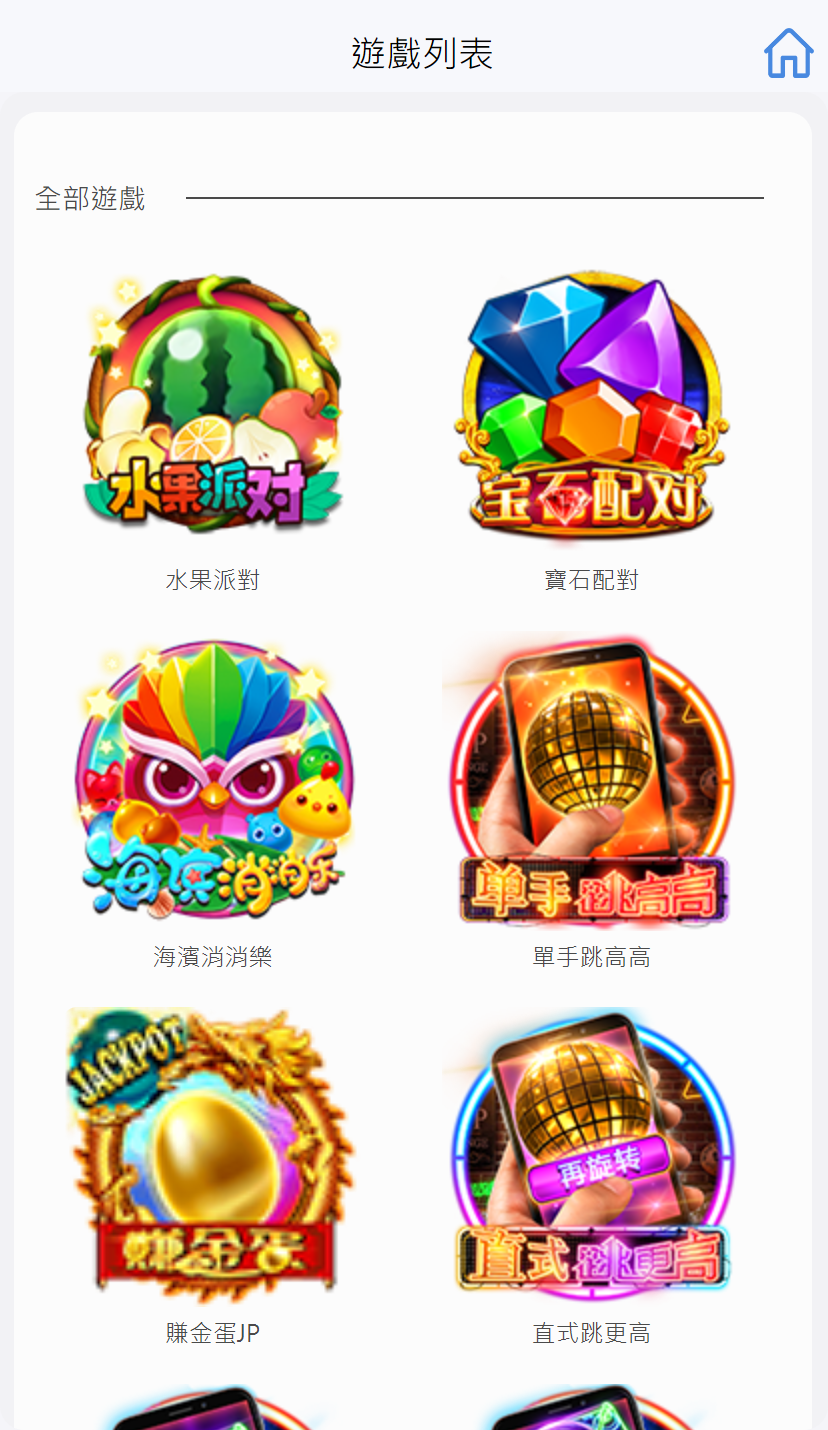 遊戲列表
全部遊戲
水果派对
宝石配对
水果派對
寶石配對
海滨消消乐
单手跳高高
海濱消消樂
單手跳高高
JACKPOT
再旋转
賺金蛋
直式跳更高
賺金蛋JP
直式跳更高